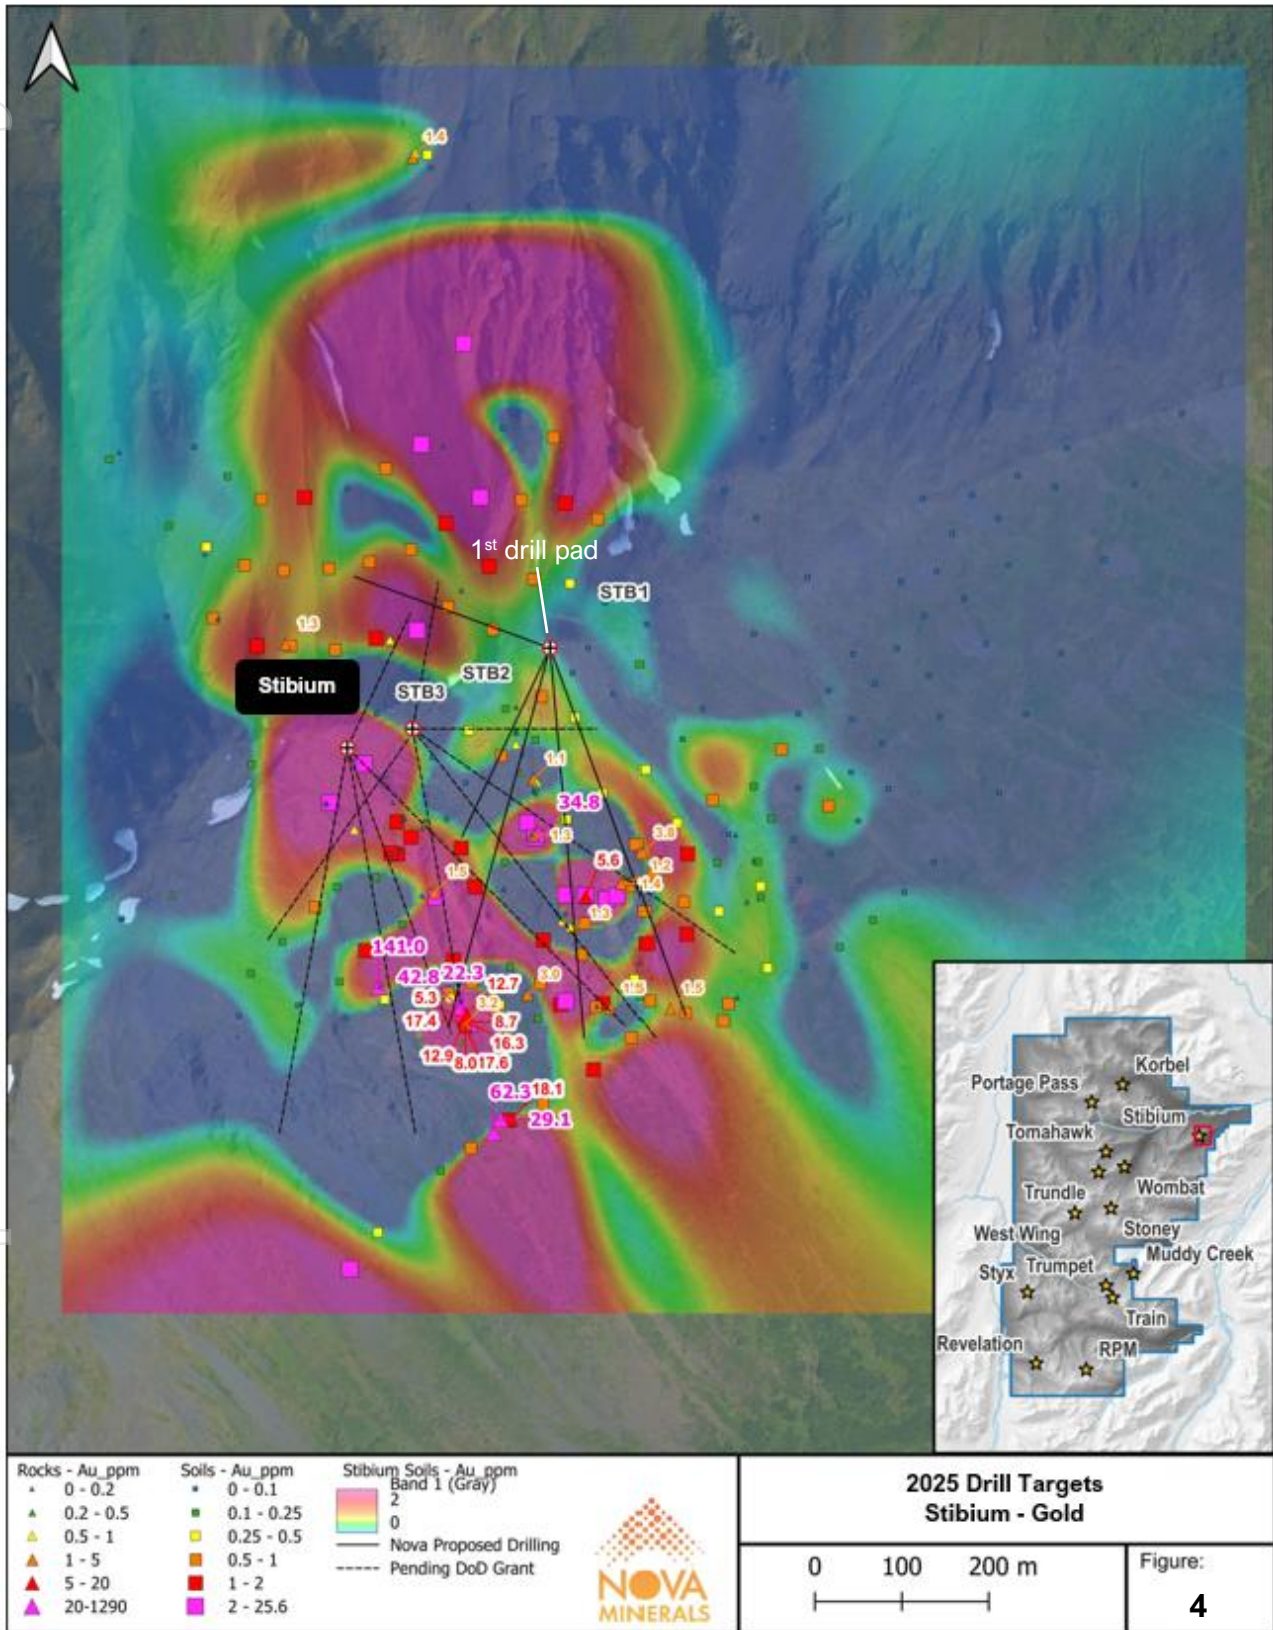 1.4
1st drill pad
STB1
1.3
STB2
Stibium
STB3
1.1
34.8
1.3
3.8
5.6
1.2
1.5
1.4
1.3
141.0
42.8
22.3
12.7
3.0
5.3
3.2
1.5
1.5
17.4
8.7
16.3
12.9
8.0
17.6
62.3
18.1
29.1
Korbel
Portage Pass
Stibium
Tomahawk
Wombat
Trundle
Stoney
West Wing
Muddy Creek
Styx
Trumpet
Train
Revelation
RPM
Rocks - Au_ppm
0 - 0.2
0.2 - 0.5
0.5 - 1
1 - 5
5 - 20
20-1290
Soils - Au_ppm
0 - 0.1
0.1 - 0.25
0.25 - 0.5
0.5 - 1
1 - 2
2 - 25.6
Stibium Soils - Au_ppm
Band 1 (Gray)
2
0
Nova Proposed Drilling
Pending DoD Grant
NOVA
MINERALS
2025 Drill Targets
Stibium - Gold
0 100 200 m
Figure:
4